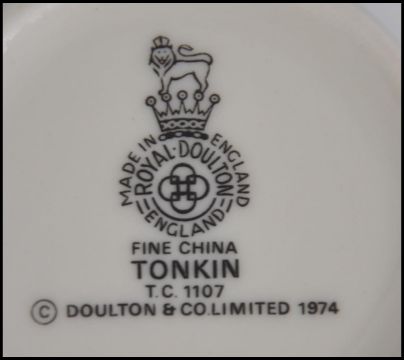 MADE IN ENGLAND
ROYAL·DOULTON
ENGLAND
FINE CHINA
TONKIN
T.C. 1107
© DOULTON & CO.LIMITED 1974